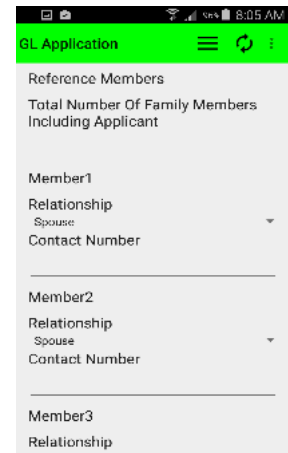 8:05 AM
GL Application
Reference Members
Total Number Of Family Members
Including Applicant
Member1
Relationship
Spouse
Contact Number
Member2
Relationship
Spouse
Contact Number
Member3
Relationship